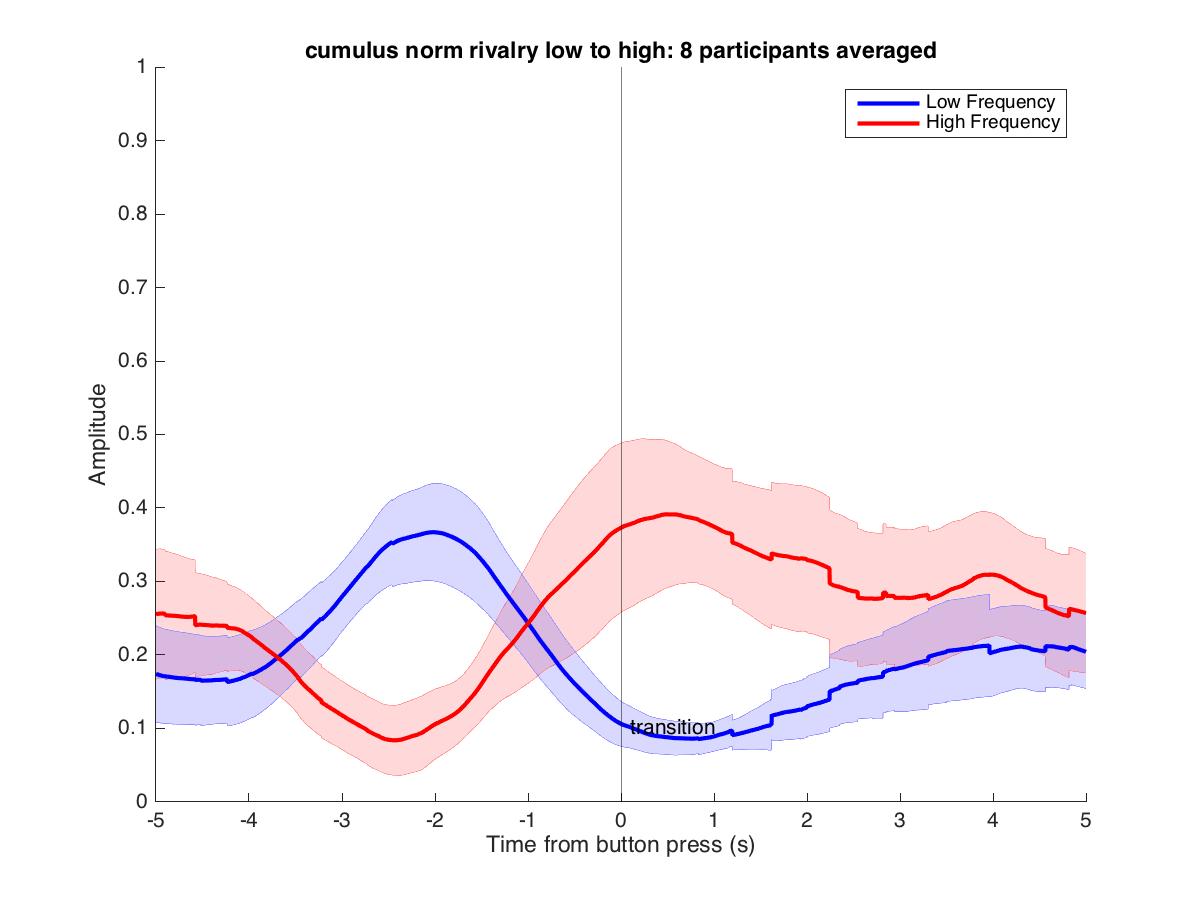 cumulus norm rivalry low to high: 8 participants averaged
1
0.9
0.8
0.7
0.6
0.5
0.4
0.3
0.2
0.1
0
Amplitude
Low Frequency
High Frequency
transition
-5 -4 -3 -2 -1 0 1 2 3 4 5
Time from button press (s)